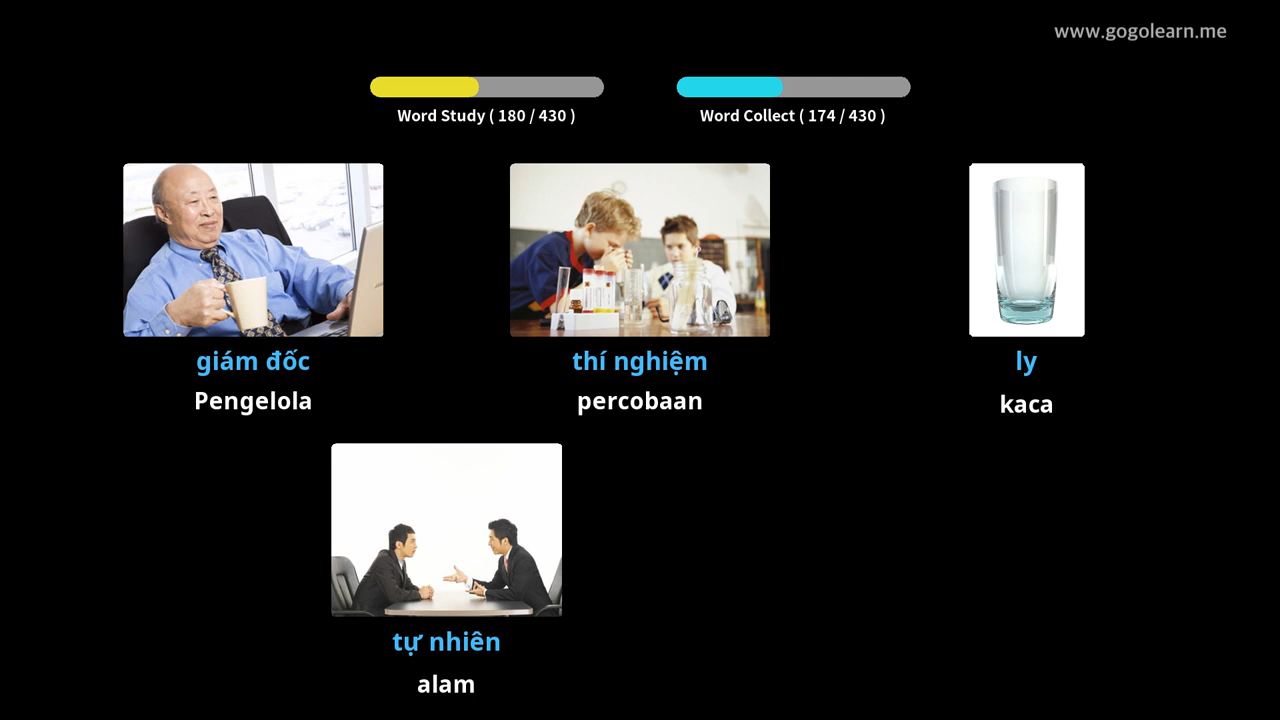 www.gogolearn.me
Word Study ( 180 / 430 )
Word Collect ( 174 / 430 )
giám đốc
Pengelola
thí nghiệm
percobaan
ly
kaca
tự nhiên
alam